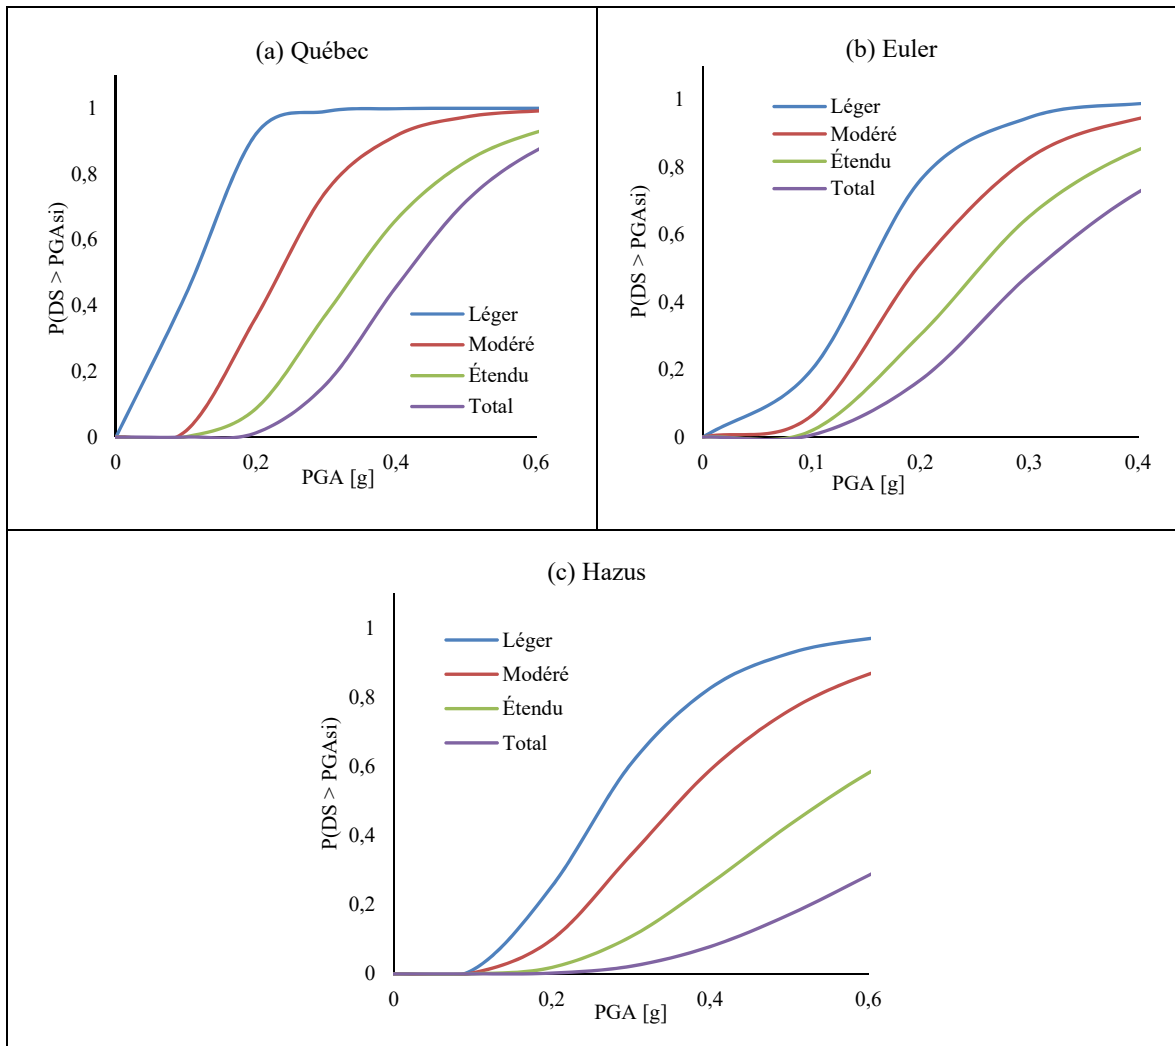 (a) Québec
1
0,8
0,6
0,4
0,2
0
P(DS > PGAsi)
Léger
Modéré
Étendu
Total
0 0,2 0,4 0,6
PGA [g]
(b) Euler
1
0,8
0,6
0,4
0,2
0
P(DS > PGAsi)
Léger
Modéré
Étendu
Total
0 0,1 0,2 0,3 0,4
PGA [g]
(c) Hazus
1
0,8
0,6
0,4
0,2
0
P(DS > PGAsi)
Léger
Modéré
Étendu
Total
0 0,2 0,4 0,6
PGA [g]